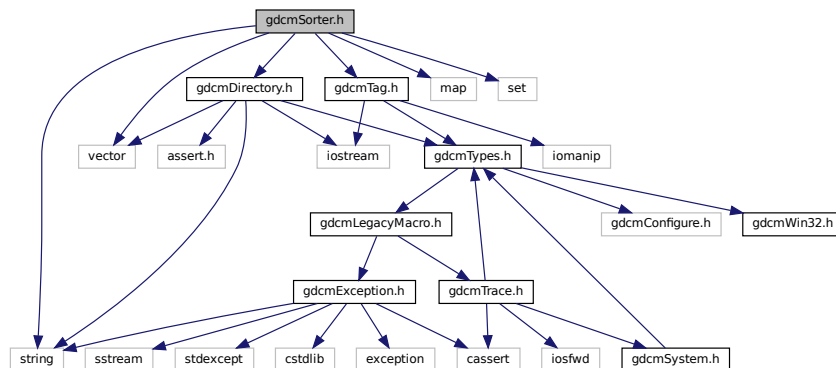 gdcmSorter.h
gdcmDirectory.h
gdcmTag.h
map
set
vector
assert.h
iostream
gdcmTypes.h
iomanip
gdcmLegacyMacro.h
gdcmConfigure.h
gdcmWin32.h
gdcmException.h
gdcmTrace.h
string
sstream
stdexcept
cstdlib
exception
cassert
iosfwd
gdcmSystem.h